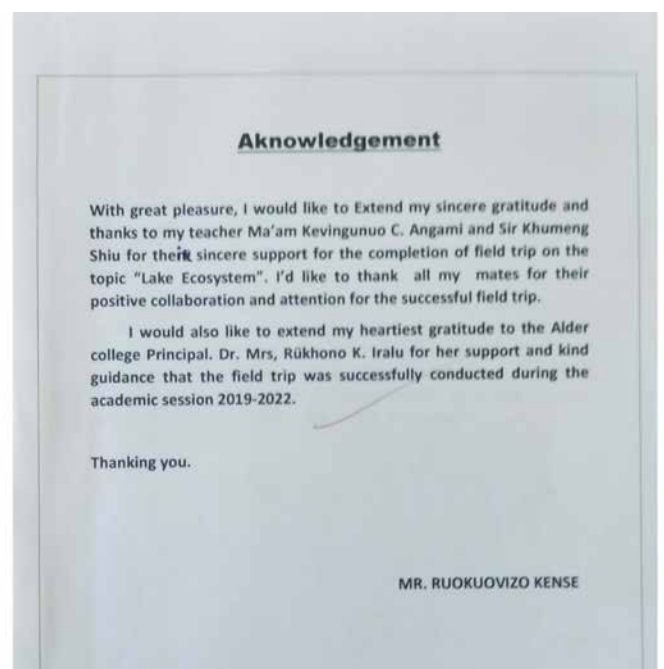 Aknowledgement
With great pleasure, I would like to Extend my sincere gratitude and
thanks to my teacher Ma'am Kevingunuo C. Angami and Sir Khumeng
Shiu for their sincere support for the completion of field trip on the
topic "Lake Ecosystem". I'd like to thank all my mates for their
positive collaboration and attention for the successful field trip.
I would also like to extend my heartiest gratitude to the Alder
college Principal. Dr. Mrs, Rükhono K. Iralu for her support and kind
guidance that the field trip was successfully conducted during the
academic session 2019-2022.
Thanking you.
MR. RUOKUOVIZO KENSE